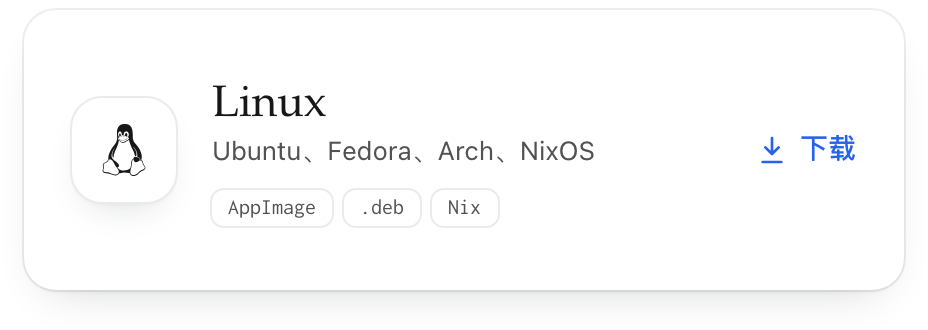 Linux
Ubuntu、Fedora、Arch、NixOS
下载
AppImage .deb Nix